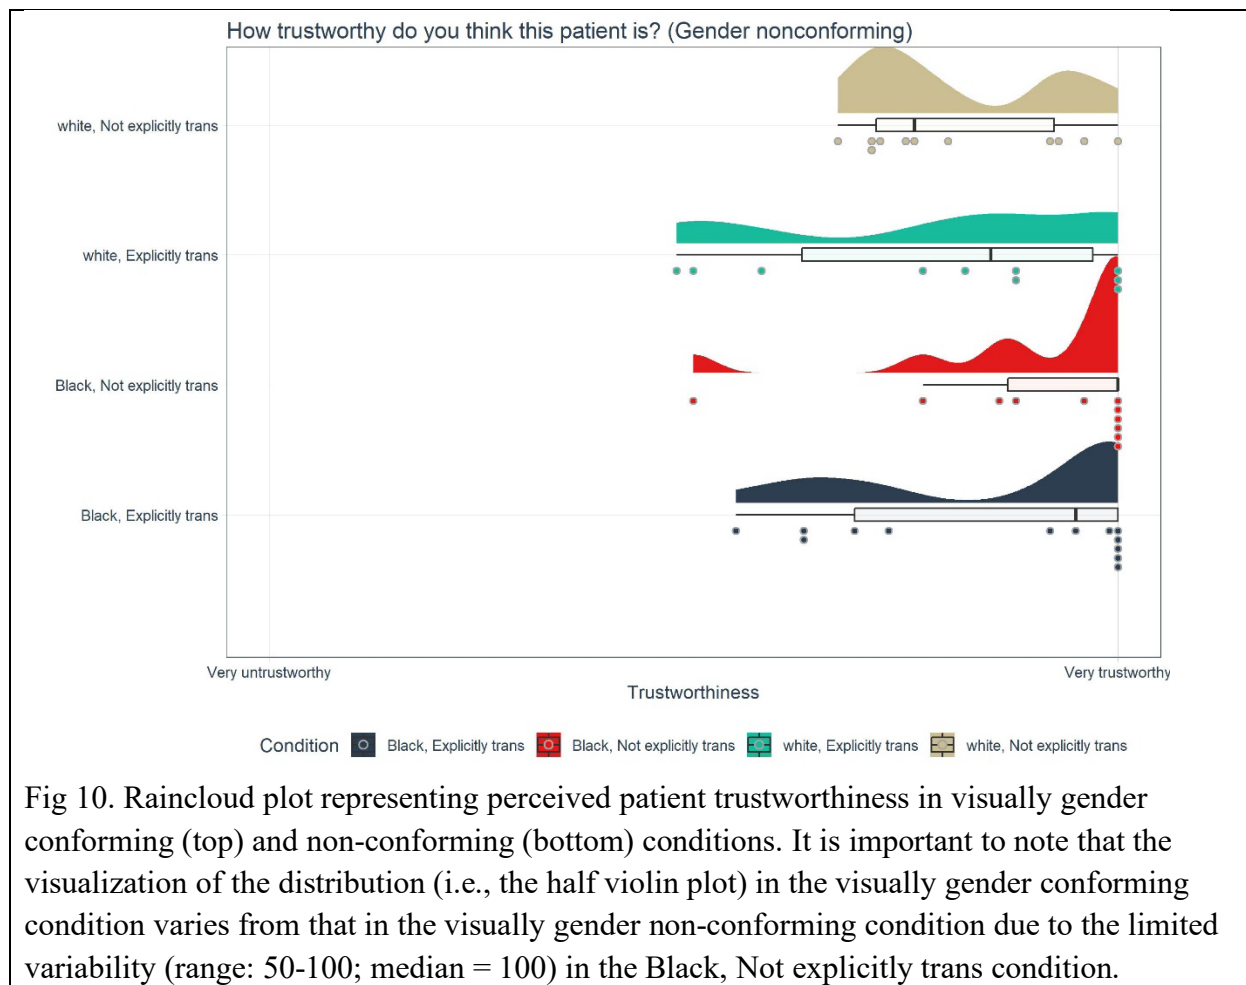 How trustworthy do you think this patient is? (Gender nonconforming)
white, Not explicitly trans
white, Explicitly trans
Black, Not explicitly trans
Black, Explicitly trans
Very untrustworthy
Very trustworthy
Trustworthiness
Condition Black, Explicitly trans Black, Not explicitly trans white, Explicitly trans white, Not explicitly trans
Fig 10. Raincloud plot representing perceived patient trustworthiness in visually gender
conforming (top) and non-conforming (bottom) conditions. It is important to note that the
visualization of the distribution (i.e., the half violin plot) in the visually gender conforming
condition varies from that in the visually gender non-conforming condition due to the limited
variability (range: 50-100; median = 100) in the Black, Not explicitly trans condition.